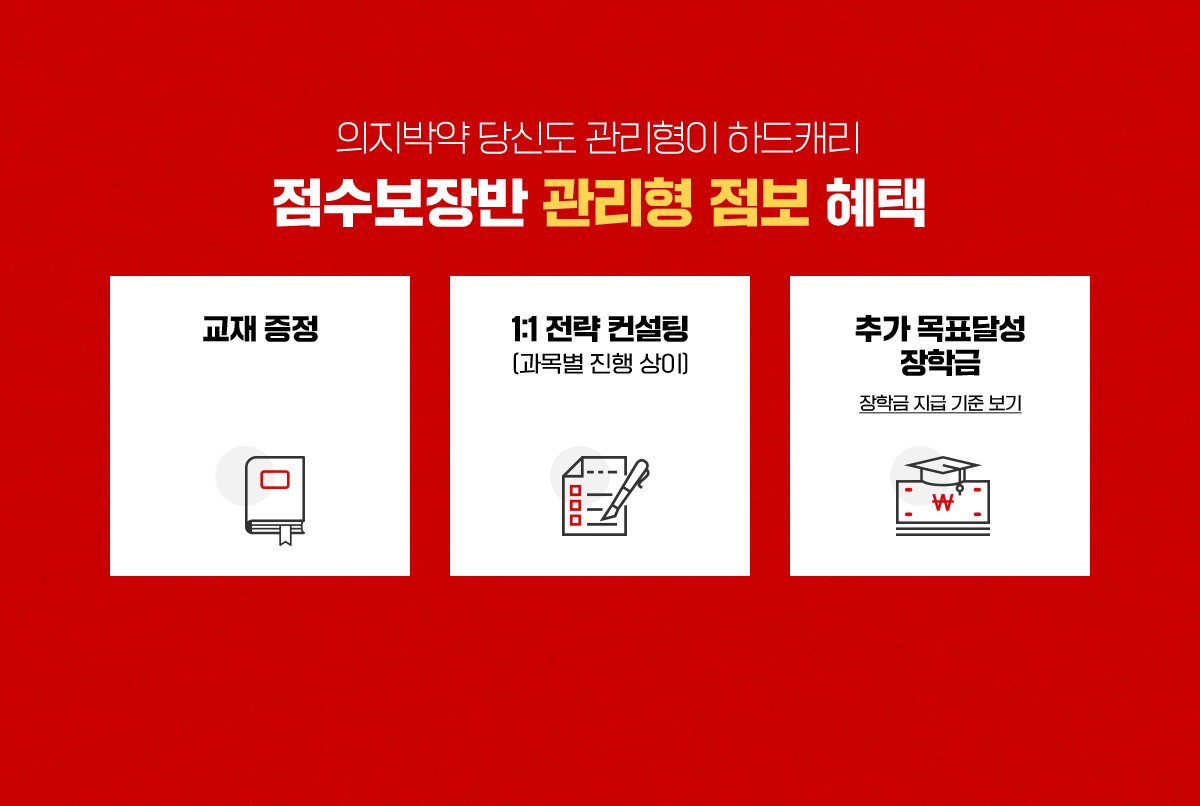 의지박약 당신도 관리형이 하드캐리
점수보장반 관리형 점보 혜택
교재 증정
1:1 전략 컨설팅
(과목별 진행 상이)
추가 목표달성
장학금
장학금 지급 기준 보기
₩